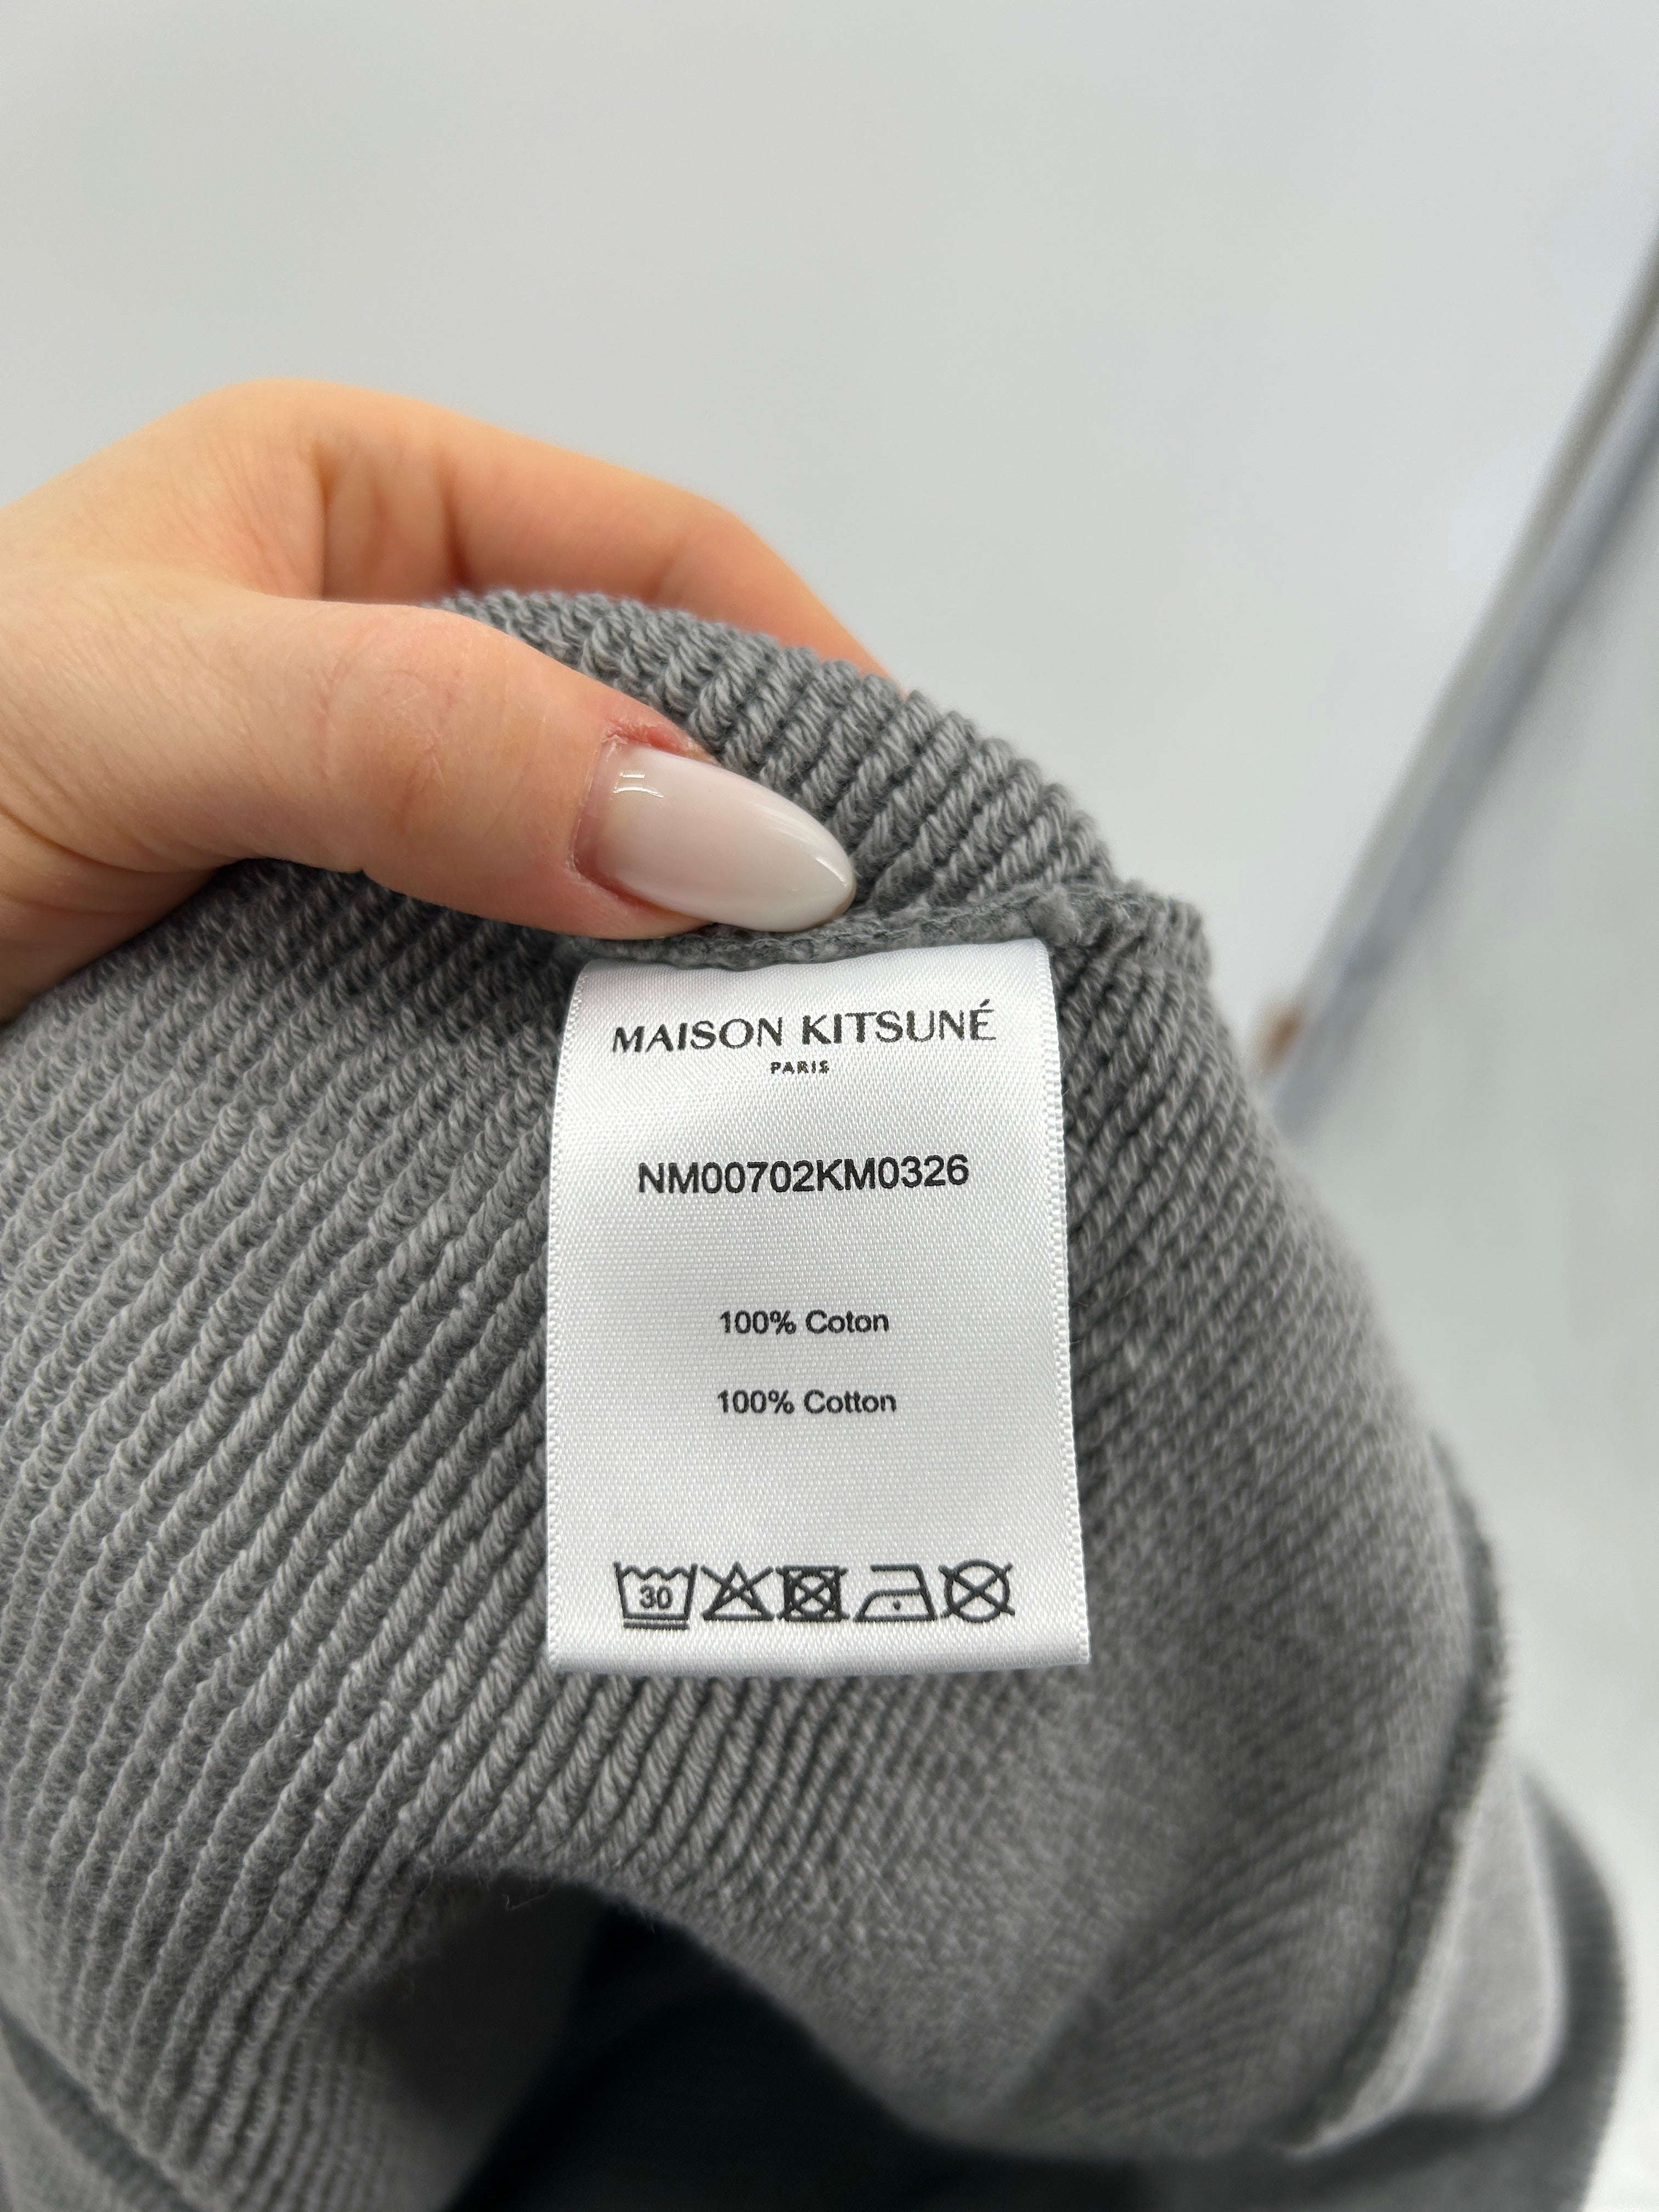 MAISON KITSUNÉ
PARIS
NM00702KM0326
100% Coton
100% Cotton
30